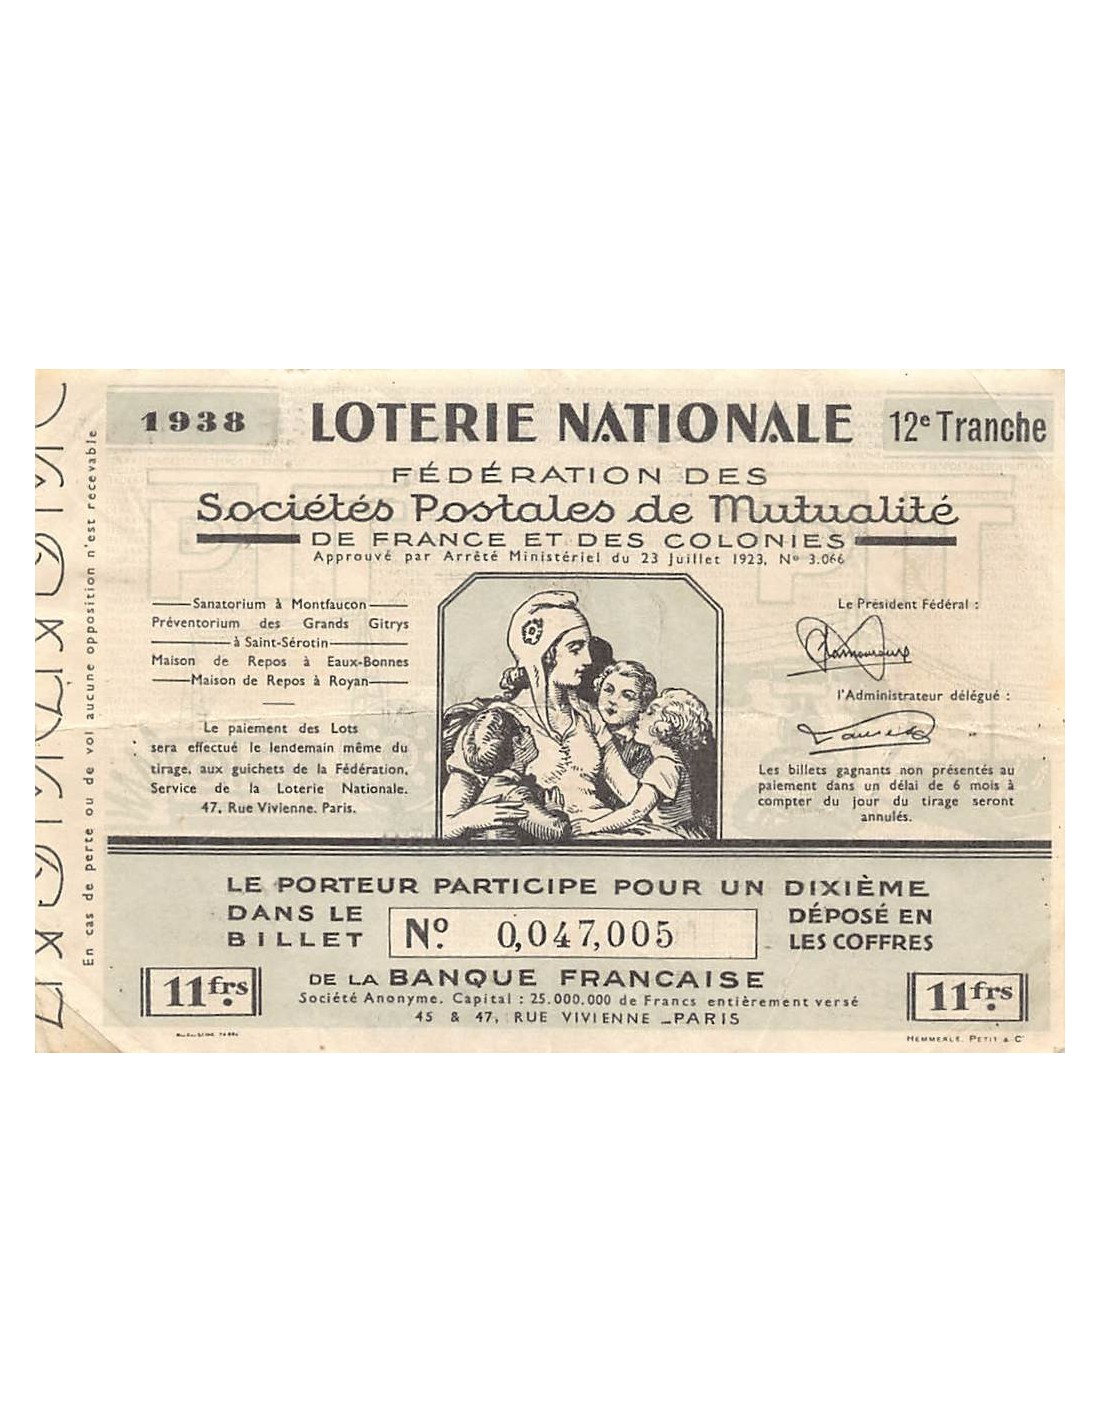 1938
LOTERIE NATIONALE
12e Tranche
FÉDÉRATION DES
Sociétés Postales de Mutualité
DE FRANCE ET DES COLONIES
Approuvé par Arrêté Ministériel du 23 Juillet 1923, No 3.066
Sanatorium à Montfaucon
Préventorium des Grands Gitrys
à Saint-Sérotin
Maison de Repos à Eaux-Bonnes
Maison de Repos à Royan
Le paiement des Lots
sera effectué le lendemain même du
tirage, aux guichets de la Fédération,
Service de la Loterie Nationale.
47, Rue Vivienne. Paris.
Le Président Fédéral :
l'Administrateur délégué :
Les billets gagnants non présentés au
paiement dans un délai de 6 mois à
compter du jour du tirage seront
annulés.
En cas de perte ou de vol aucune opposition n'est recevable
LE PORTEUR PARTICIPE POUR UN DIXIÈME
DANS LE BILLET No. 0,047,005 DÉPOSÉ EN LES COFFRES
DE LA BANQUE FRANCAISE
Société Anonyme. Capital : 25.000.000 de Francs entièrement versé
45 & 47, RUE VIVIENNE _PARIS
11frs.
11frs.
HEMMERLÉ, PETIT & Cie